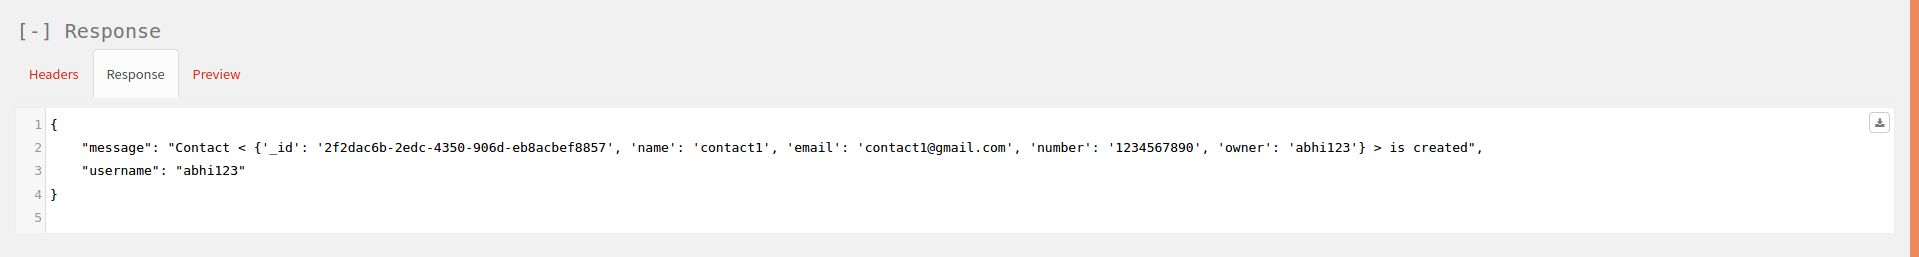 [-] Response
Headers Response Preview
1 {
2     "message": "Contact < {'_id': '2f2dac6b-2edc-4350-906d-eb8acbef8857', 'name': 'contact1', 'email': 'contact1@gmail.com', 'number': '1234567890', 'owner': 'abhi123'} > is created",
3     "username": "abhi123"
4 }
5